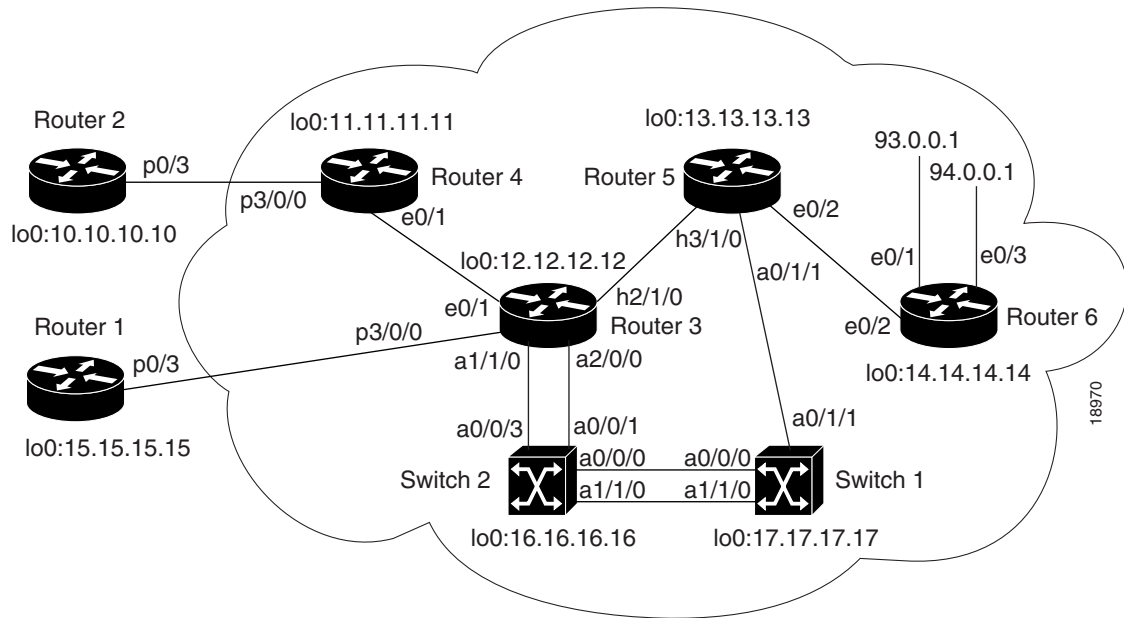 Router 2
lo0:10.10.10.10
p0/3
p3/0/0
lo0:11.11.11.11
Router 4
e0/1
lo0:12.12.12.12
e0/1
Router 3
h2/1/0
p3/0/0
a1/1/0
a2/0/0
Router 1
p0/3
lo0:15.15.15.15
lo0:13.13.13.13
Router 5
h3/1/0
a0/1/1
e0/2
93.0.0.1
94.0.0.1
e0/1
e0/3
e0/2
Router 6
lo0:14.14.14.14
a0/0/3
a0/0/1
Switch 2
a0/0/0
a1/1/0
lo0:16.16.16.16
a0/1/1
a0/0/0
a1/1/0
Switch 1
lo0:17.17.17.17
18970